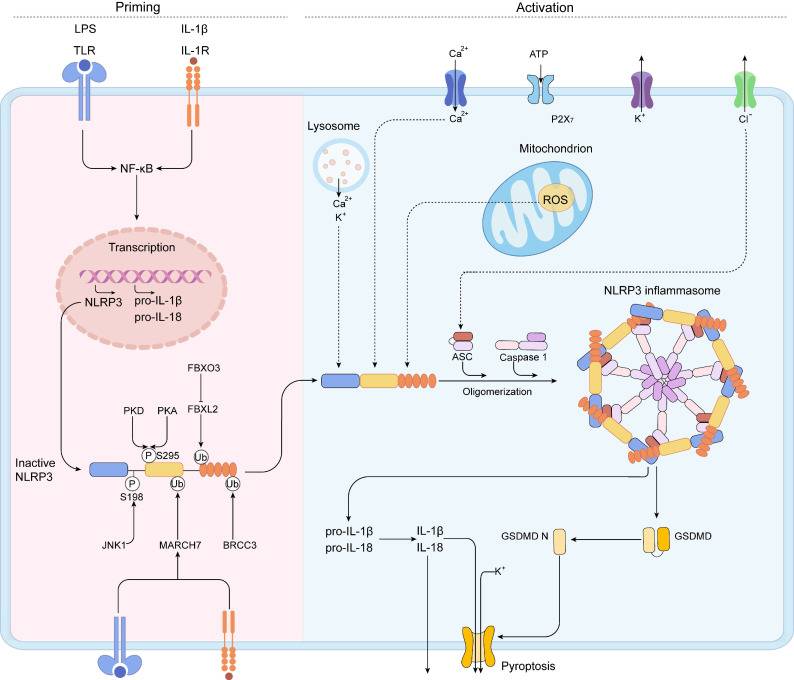 Priming
Activation
LPS
TLR
IL-1β
IL-1R
NF-κB
Transcription
NLRP3
pro-IL-1β
pro-IL-18
FBXO3
FBXL2
PKD
PKA
Inactive
NLRP3
P
S295
Ub
P
S198
Ub
Ub
JNK1
MARCH7
BRCC3
Ca²⁺
Ca²⁺
ATP
P2X₇
K⁺
Cl⁻
Lysosome
Ca²⁺
K⁺
Mitochondrion
ROS
ASC
Caspase 1
Oligomerization
NLRP3 inflammasome
pro-IL-1β
pro-IL-18
IL-1β
IL-18
K⁺
GSDMD N
GSDMD
Pyroptosis